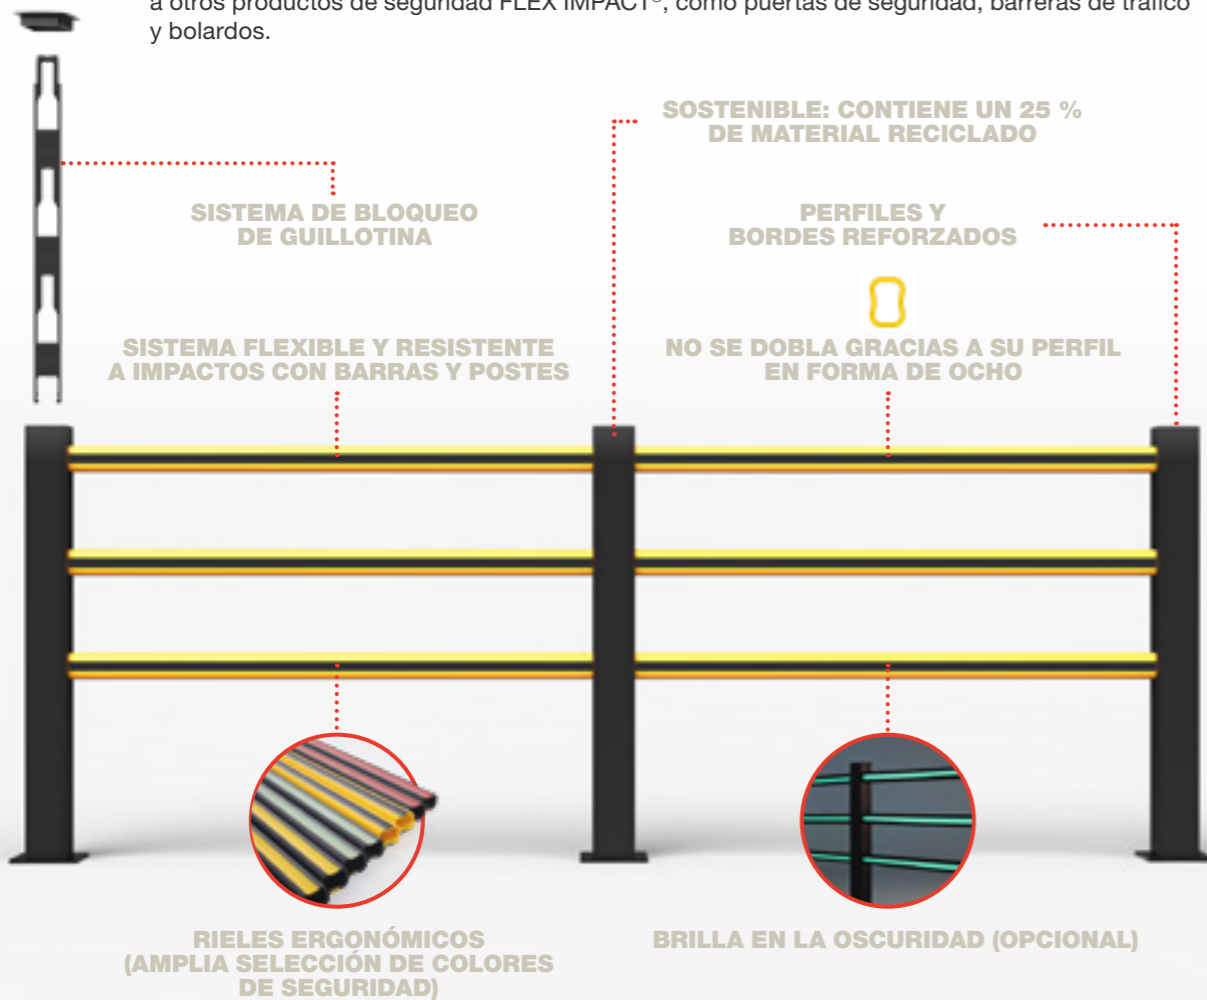 a otros productos de seguridad FLEX IMPACT®, como puertas de seguridad, barreras de tráfico
y bolardos.
SOSTENIBLE: CONTIENE UN 25 %
DE MATERIAL RECICLADO
SISTEMA DE BLOQUEO
DE GUILLOTINA
PERFILES Y
BORDES REFORZADOS
SISTEMA FLEXIBLE Y RESISTENTE
A IMPACTOS CON BARRAS Y POSTES
NO SE DOBLA GRACIAS A SU PERFIL
EN FORMA DE OCHO
RIELES ERGONÓMICOS
(AMPLIA SELECCIÓN DE COLORES
DE SEGURIDAD)
BRILLA EN LA OSCURIDAD (OPCIONAL)